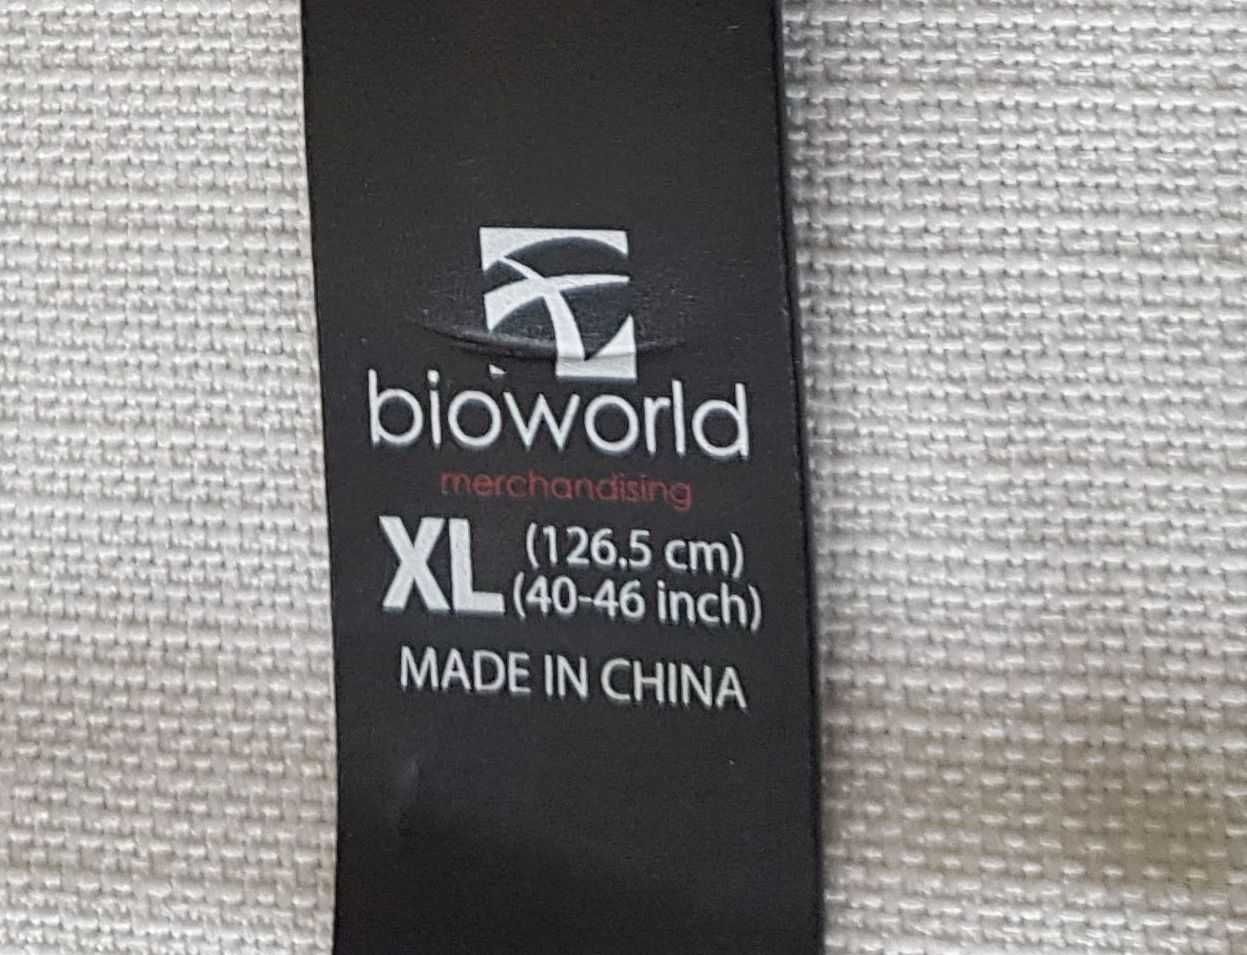 bioworld
merchandising
XL (126.5 cm)
(40-46 inch)
MADE IN CHINA